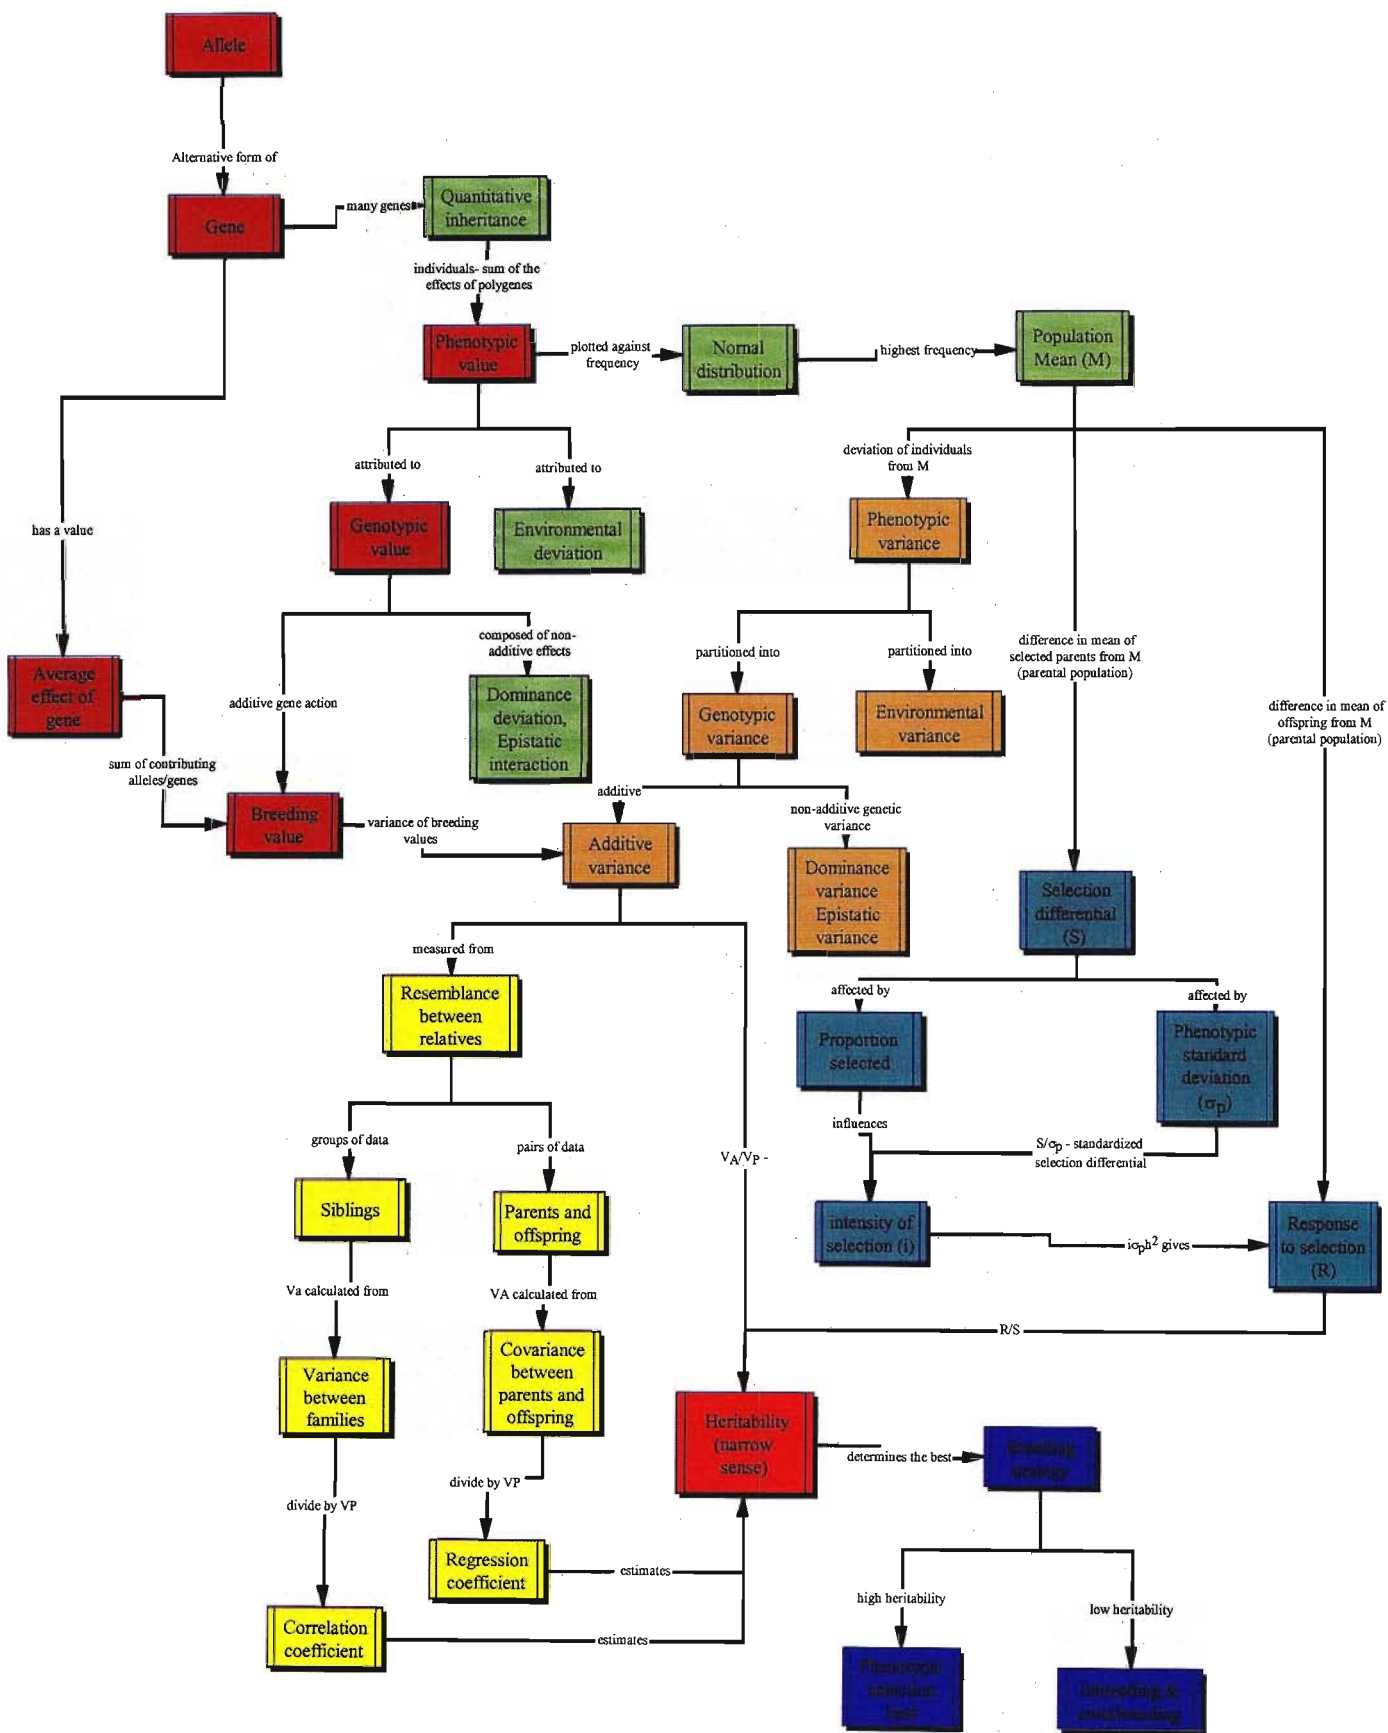 Allele
Alternative form of
Gene
many genes
Quantitative
inheritance
individuals- sum of the
effects of polygenes
Phenotypic
value
plotted against
frequency
Nornal
distribution
highest frequency
Population
Mean (M)
attributed to
attributed to
deviation of individuals
from M
has a value
Genotypic
value
Environmental
deviation
Phenotypic
variance
composed of non-
additive effects
partitioned into
partitioned into
difference in mean of
selected parents from M
(parental population)
difference in mean of
offspring from M
(parental population)
Average
effect of
gene
additive gene action
Dominance
deviation,
Epistatic
interaction
Genotypic
variance
Environmental
variance
sum of contributing
alleles/genes
Breeding
value
variance of breeding
values
additive
non-additive genetic
variance
Additive
variance
Dominance
variance
Epistatic
variance
Selection
differential
(S)
measured from
Resemblance
between
relatives
affected by
affected by
Proportion
selected
Phenotypic
standard
deviation
(σp)
groups of data
pairs of data
VA/VP -
influences
S/σp - standardized
selection differential
Siblings
Parents and
offspring
intensity of
selection (i)
iσph² gives
Response
to selection
(R)
Va calculated from
VA calculated from
R/S
Variance
between
families
Covariance
between
parents and
offspring
Heritability
(narrow
sense)
determines the best
Breeding
strategy
divide by VP
divide by VP
Regression
coefficient
estimates
Correlation
coefficient
estimates
high heritability
low heritability
Phenotypic
selection
best
Inbreeding &
crossbreeding